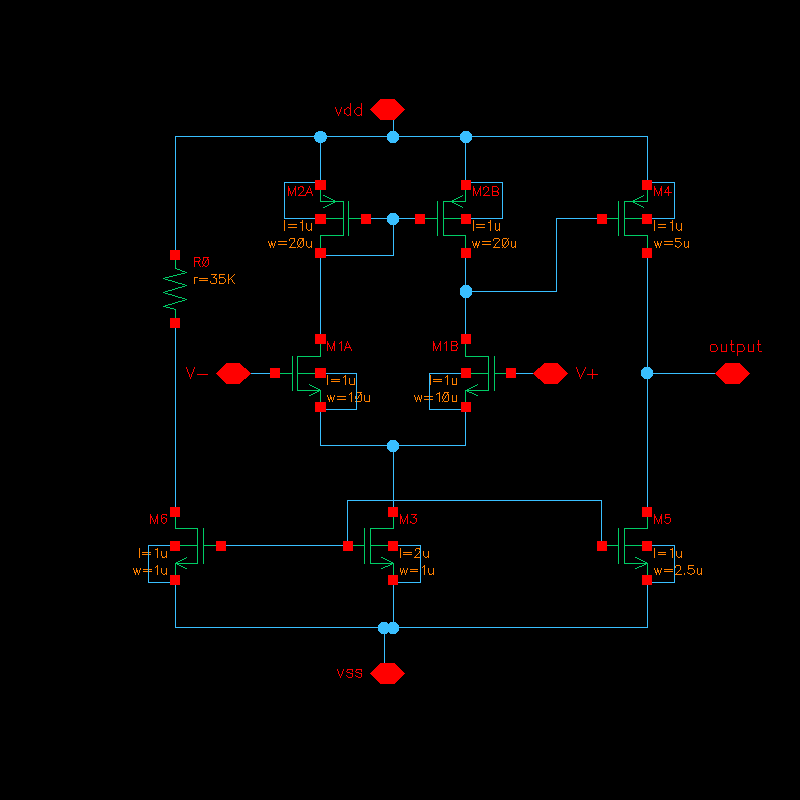 vdd
M2A
M2B
M4
l=1u
l=1u
l=1u
w=20u
w=20u
w=5u
R0
r=35K
M1A
M1B
output
V-
V+
l=1u
l=1u
w=10u
w=10u
M6
M3
M5
l=1u
l=2u
l=1u
w=1u
w=1u
w=2.5u
vss